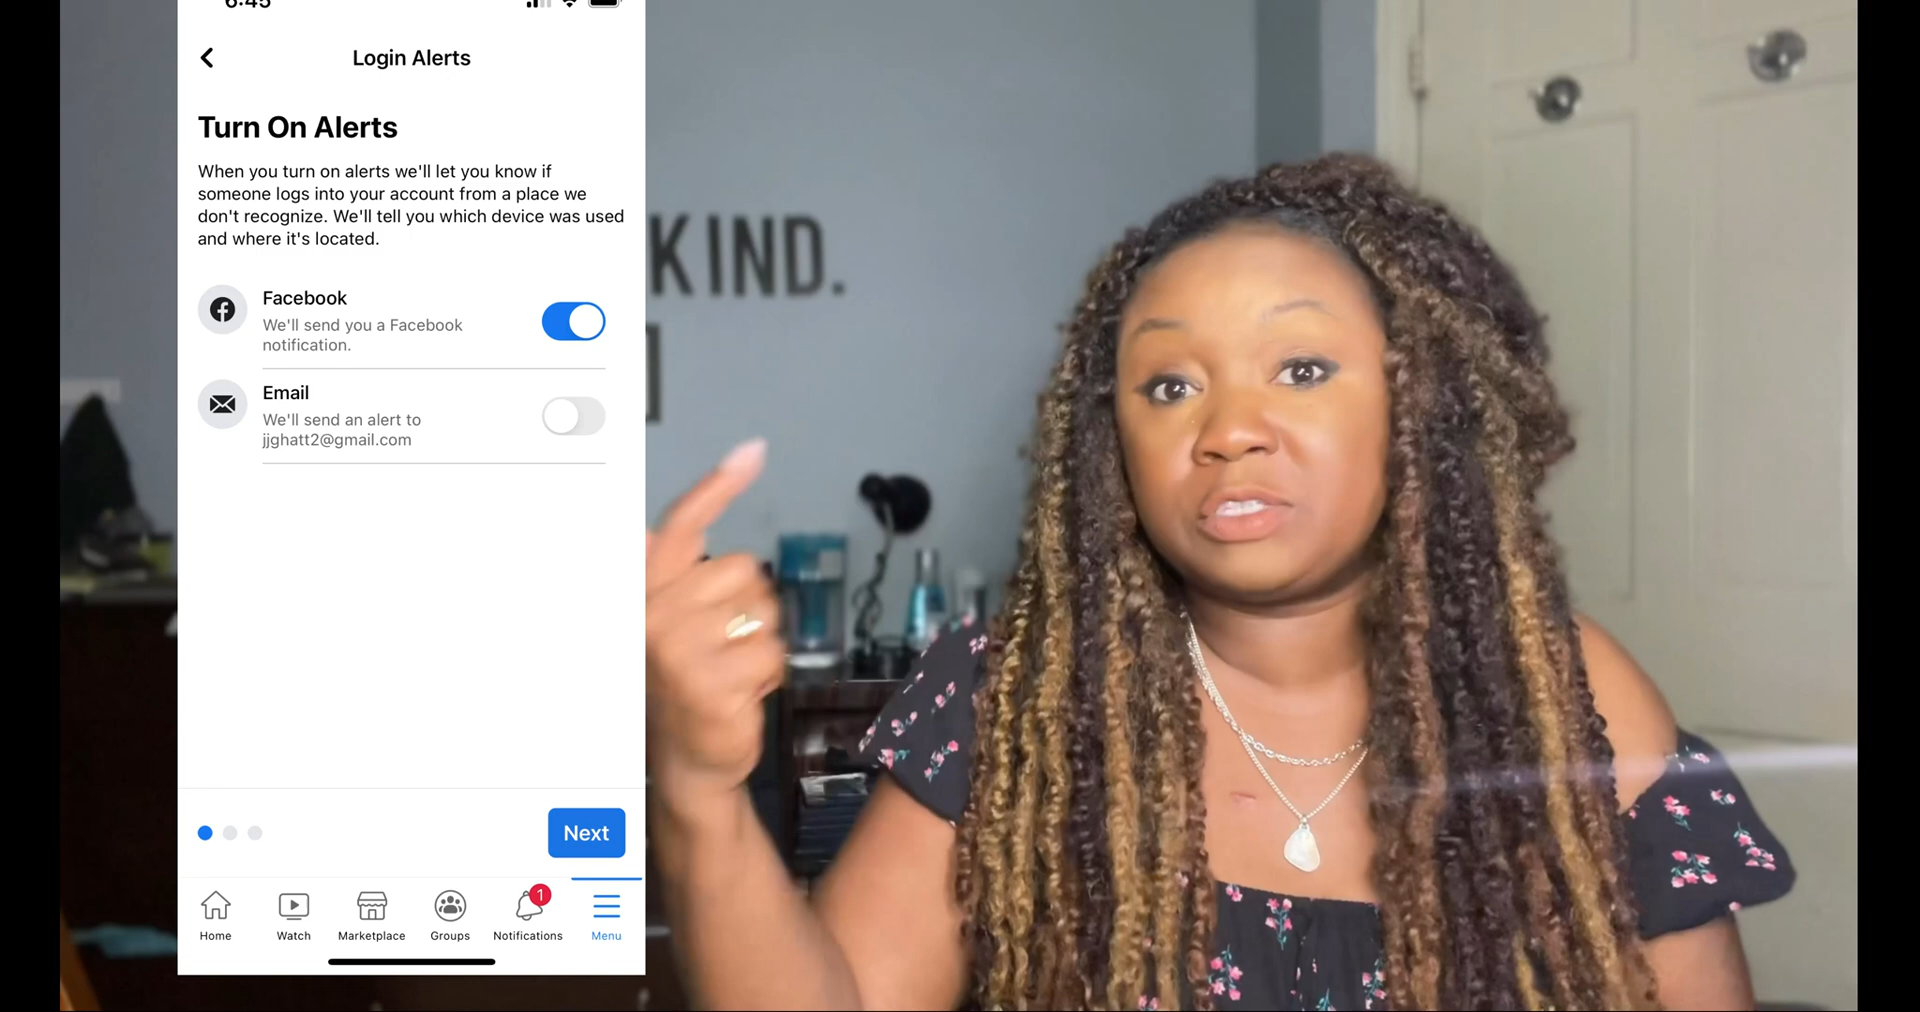 6:45
Login Alerts
Turn On Alerts
When you turn on alerts we'll let you know if
someone logs into your account from a place we
don't recognize. We'll tell you which device was used
and where it's located.
Facebook
We'll send you a Facebook
notification.
Email
We'll send an alert to
jjghatt2@gmail.com
Next
1
Home
Watch
Marketplace
Groups
Notifications
Menu
KIND.